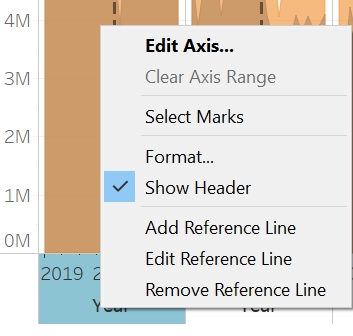 4M
3M
2M
1M
0M
Edit Axis...
Clear Axis Range
Select Marks
Format...
Show Header
Add Reference Line
Edit Reference Line
Remove Reference Line
2019
Year
Year